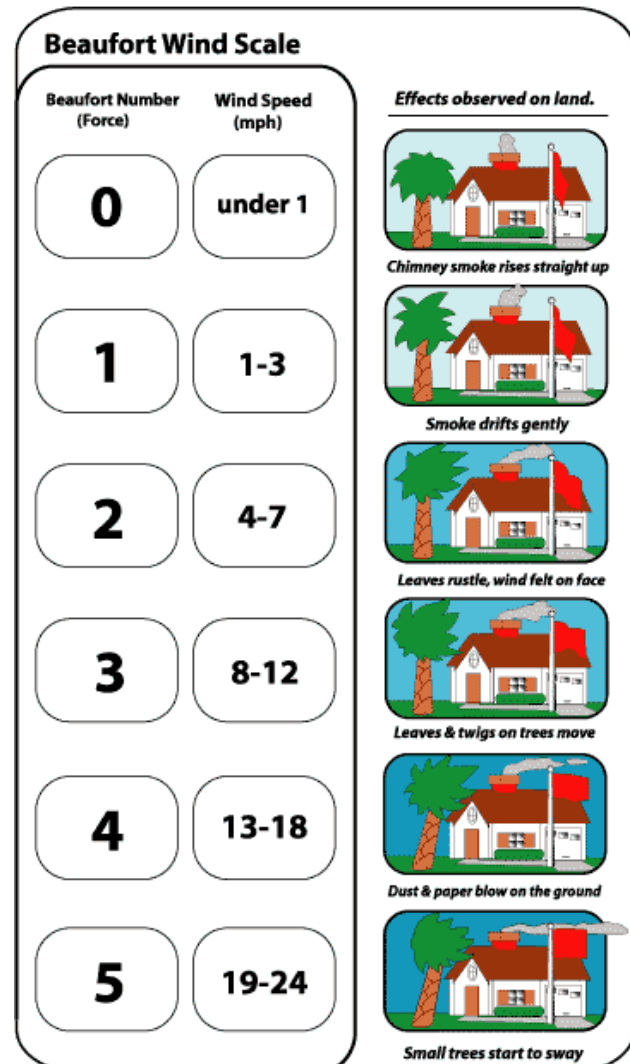 Beaufort Wind Scale
Beaufort Number
(Force)
Wind Speed
(mph)
Effects observed on land.
0
under 1
Chimney smoke rises straight up
1
1-3
Smoke drifts gently
2
4-7
Leaves rustle, wind felt on face
3
8-12
Leaves & twigs on trees move
4
13-18
Dust & paper blow on the ground
5
19-24
Small trees start to sway